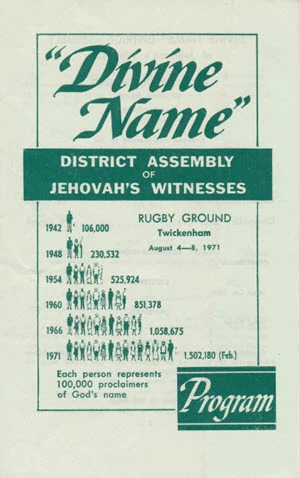 "Divine
Name"
DISTRICT ASSEMBLY
OF
JEHOVAH'S WITNESSES
RUGBY GROUND
Twickenham
August 4–8, 1971
1942 106,000
1948 230,532
1954 525,924
1960 851,378
1966 1,058,675
1971 1,502,180 (Feb.)
Each person represents
100,000 proclaimers
of God's name
Program